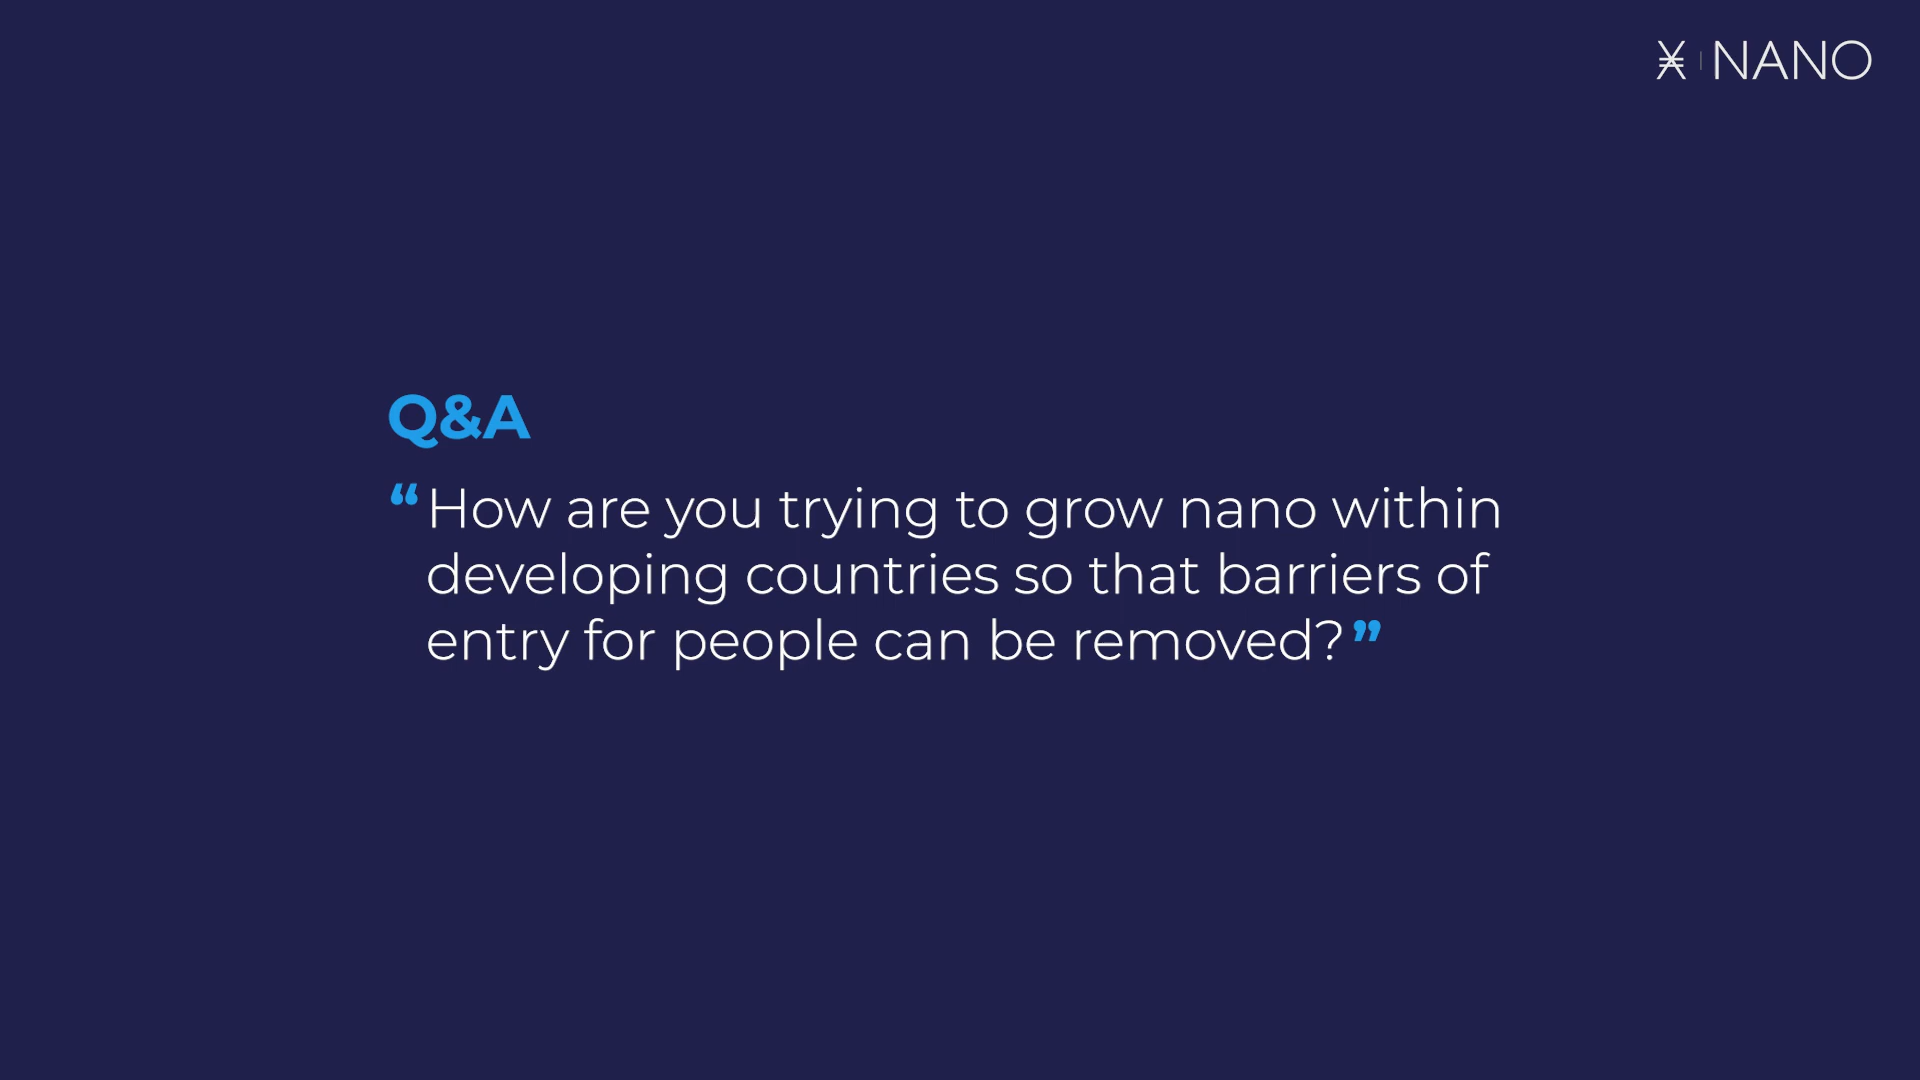 Ӿ NANO
Q&A
“How are you trying to grow nano within
developing countries so that barriers of
entry for people can be removed?”